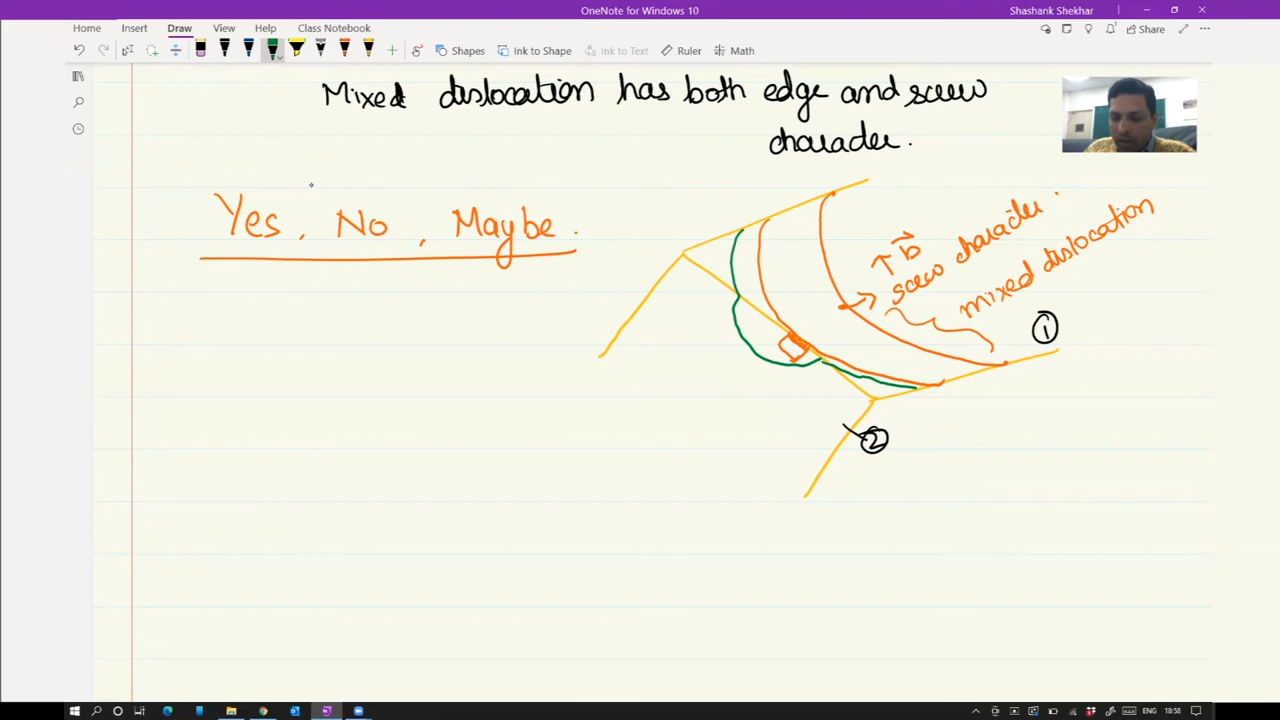 OneNote for Windows 10
Shashank Shekhar
Home Insert Draw View Help Class Notebook
Share
Shapes Ink to Shape Ink to Text Ruler Math
Mixed dislocation has both edge and screw
character.
Yes, No, Maybe.
↑ b
screw character.
mixed dislocation
1
2
ENG 18:58